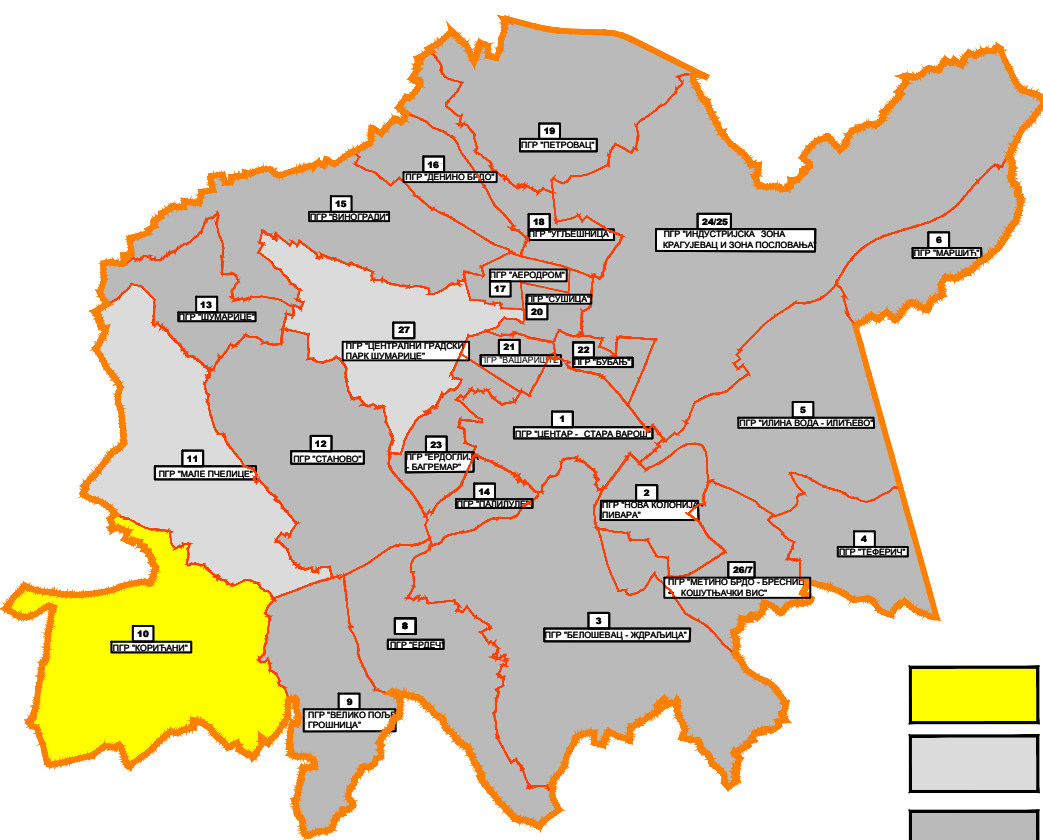 19
ПГР "ПЕТРОВАЦ"
16
ПГР "ДЕНИНО БРДО"
15
ПГР "ВИНОГРАДИ"
18
ПГР "УГЉЕШНИЦА"
24/25
ПГР "ИНДУСТРИЈСКА ЗОНА
КРАГУЈЕВАЦ И ЗОНА ПОСЛОВАЊА"
6
ПГР "МАРШИЋ"
ПГР "АЕРОДРОМ"
17
ПГР "СУШИЦА"
20
13
ПГР "ШУМАРИЦЕ"
27
ПГР "ЦЕНТРАЛНИ ГРАДСКИ
ПАРК ШУМАРИЦЕ"
21
ПГР "ВАШАРИШТЕ"
22
ПГР "БУБАЊ"
5
ПГР "ИЛИНА ВОДА - ИЛИЋЕВО"
1
ПГР "ЦЕНТАР - СТАРА ВАРОШ"
12
ПГР "СТАНОВО"
23
ПГР "ЕРДОГЛИЈА
- БАГРЕМАР"
11
ПГР "МАЛЕ ПЧЕЛИЦЕ"
14
ПГР "ПАЛИЛУЛЕ"
2
ПГР "НОВА КОЛОНИЈА
ПИВАРА"
4
ПГР "ТЕФЕРИЧ"
26/7
ПГР "МЕТИНО БРДО - БРЕСНИЦА
- КОШУТЊАЧКИ ВИС"
3
ПГР "БЕЛОШЕВАЦ - ЖДРАЉИЦА"
8
ПГР "ЕРДЕЧ"
10
ПГР "КОРИЋАНИ"
9
ПГР "ВЕЛИКО ПОЉЕ
ГРОШНИЦА"